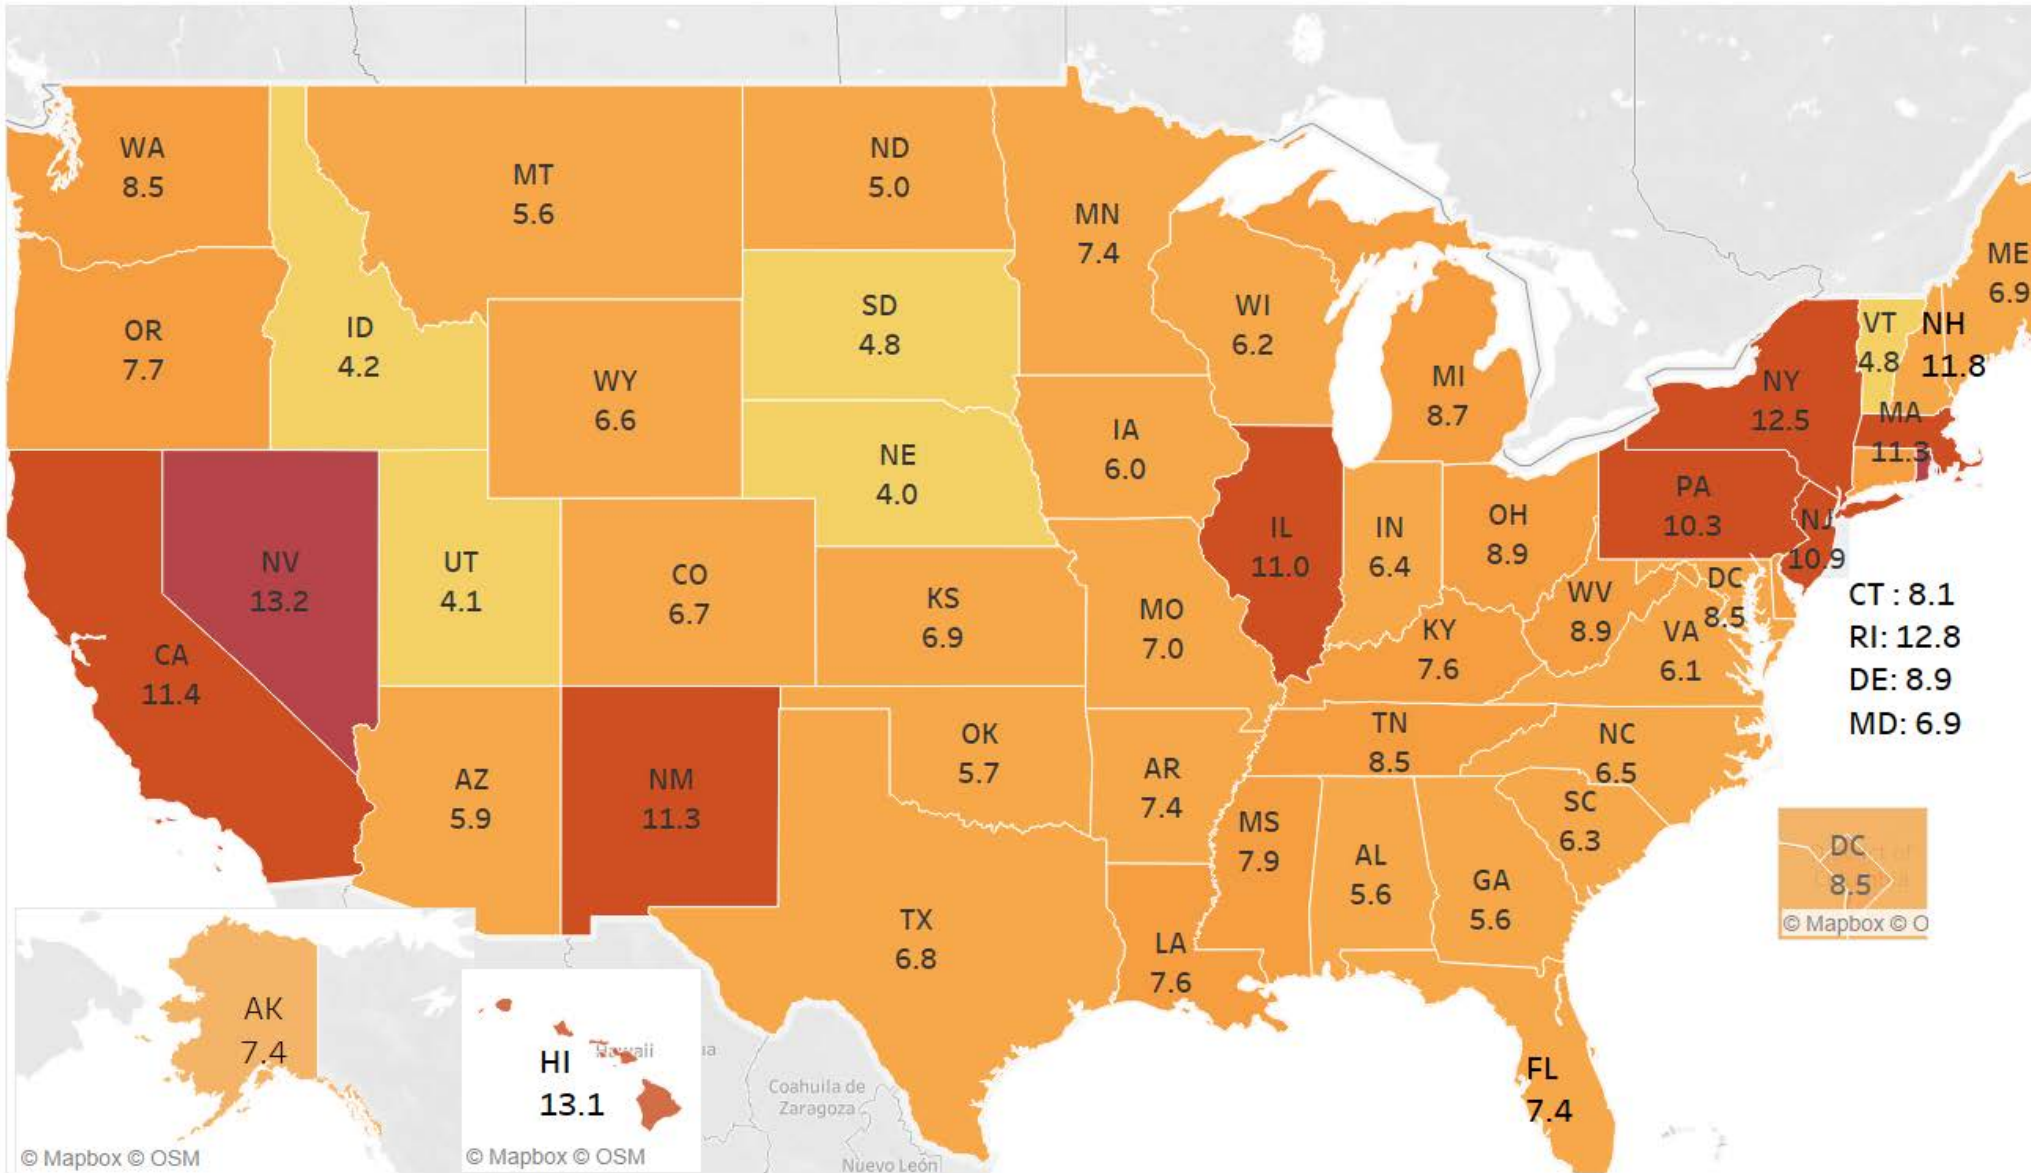 WA
8.5
MT
5.6
ND
5.0
MN
7.4
ME
6.9
OR
7.7
ID
4.2
SD
4.8
WI
6.2
VT
4.8
NH
11.8
WY
6.6
MI
8.7
NY
12.5
MA
11.3
IA
6.0
NE
4.0
PA
10.3
NJ
10.9
NV
13.2
UT
4.1
CO
6.7
KS
6.9
MO
7.0
IL
11.0
IN
6.4
OH
8.9
WV
8.9
DC
8.5
VA
6.1
KY
7.6
CT : 8.1
RI: 12.8
DE: 8.9
MD: 6.9
CA
11.4
AZ
5.9
NM
11.3
OK
5.7
AR
7.4
TN
8.5
NC
6.5
SC
6.3
MS
7.9
AL
5.6
GA
5.6
DC
8.5
© Mapbox © O
TX
6.8
LA
7.6
FL
7.4
AK
7.4
© Mapbox © OSM
Hawaii
HI
13.1
© Mapbox © OSM
Coahuila de
Zaragoza
Nuevo León